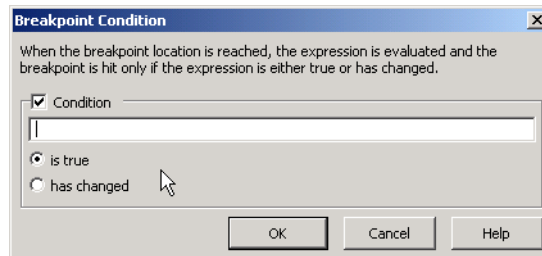 Breakpoint Condition
When the breakpoint location is reached, the expression is evaluated and the
breakpoint is hit only if the expression is either true or has changed.
Condition
is true
has changed
OK Cancel Help